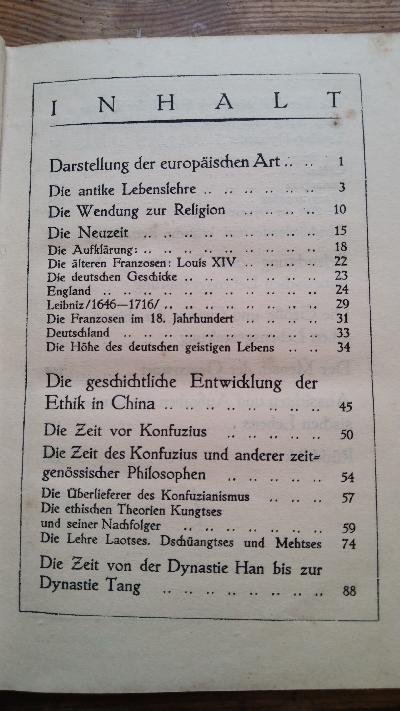 INHALT
Darstellung der europäischen Art .. .. 1
Die antike Lebenslehre .. .. .. .. .. .. 3
Die Wendung zur Religion .. .. .. .. 10
Die Neuzeit .. .. .. .. .. .. .. .. 15
Die Aufklärung: .. .. .. .. .. .. .. .. 18
Die älteren Franzosen: Louis XIV .. .. .. .. 22
Die deutschen Geschicke .. .. .. .. .. .. .. 23
England .. .. .. .. .. .. .. .. .. .. 24
Leibniz/1646—1716/ .. .. .. .. .. .. .. 29
Die Franzosen im 18. Jahrhundert .. .. .. .. 31
Deutschland .. .. .. .. .. .. .. .. .. 33
Die Höhe des deutschen geistigen Lebens .. .. 34
Die geschichtliche Entwicklung der
Ethik in China .. .. .. .. .. .. .. 45
Die Zeit vor Konfuzius .. .. .. .. .. 50
Die Zeit des Konfuzius und anderer zeit=
genössischer Philosophen .. .. .. .. .. 54
Die Überlieferer des Konfuzianismus .. .. .. 57
Die ethischen Theorien Kungtses
und seiner Nachfolger .. .. .. .. .. .. .. 59
Die Lehre Laotses. Dschüangtses und Mehtses 74
Die Zeit von der Dynastie Han bis zur
Dynastie Tang .. .. .. .. .. .. .. .. 88